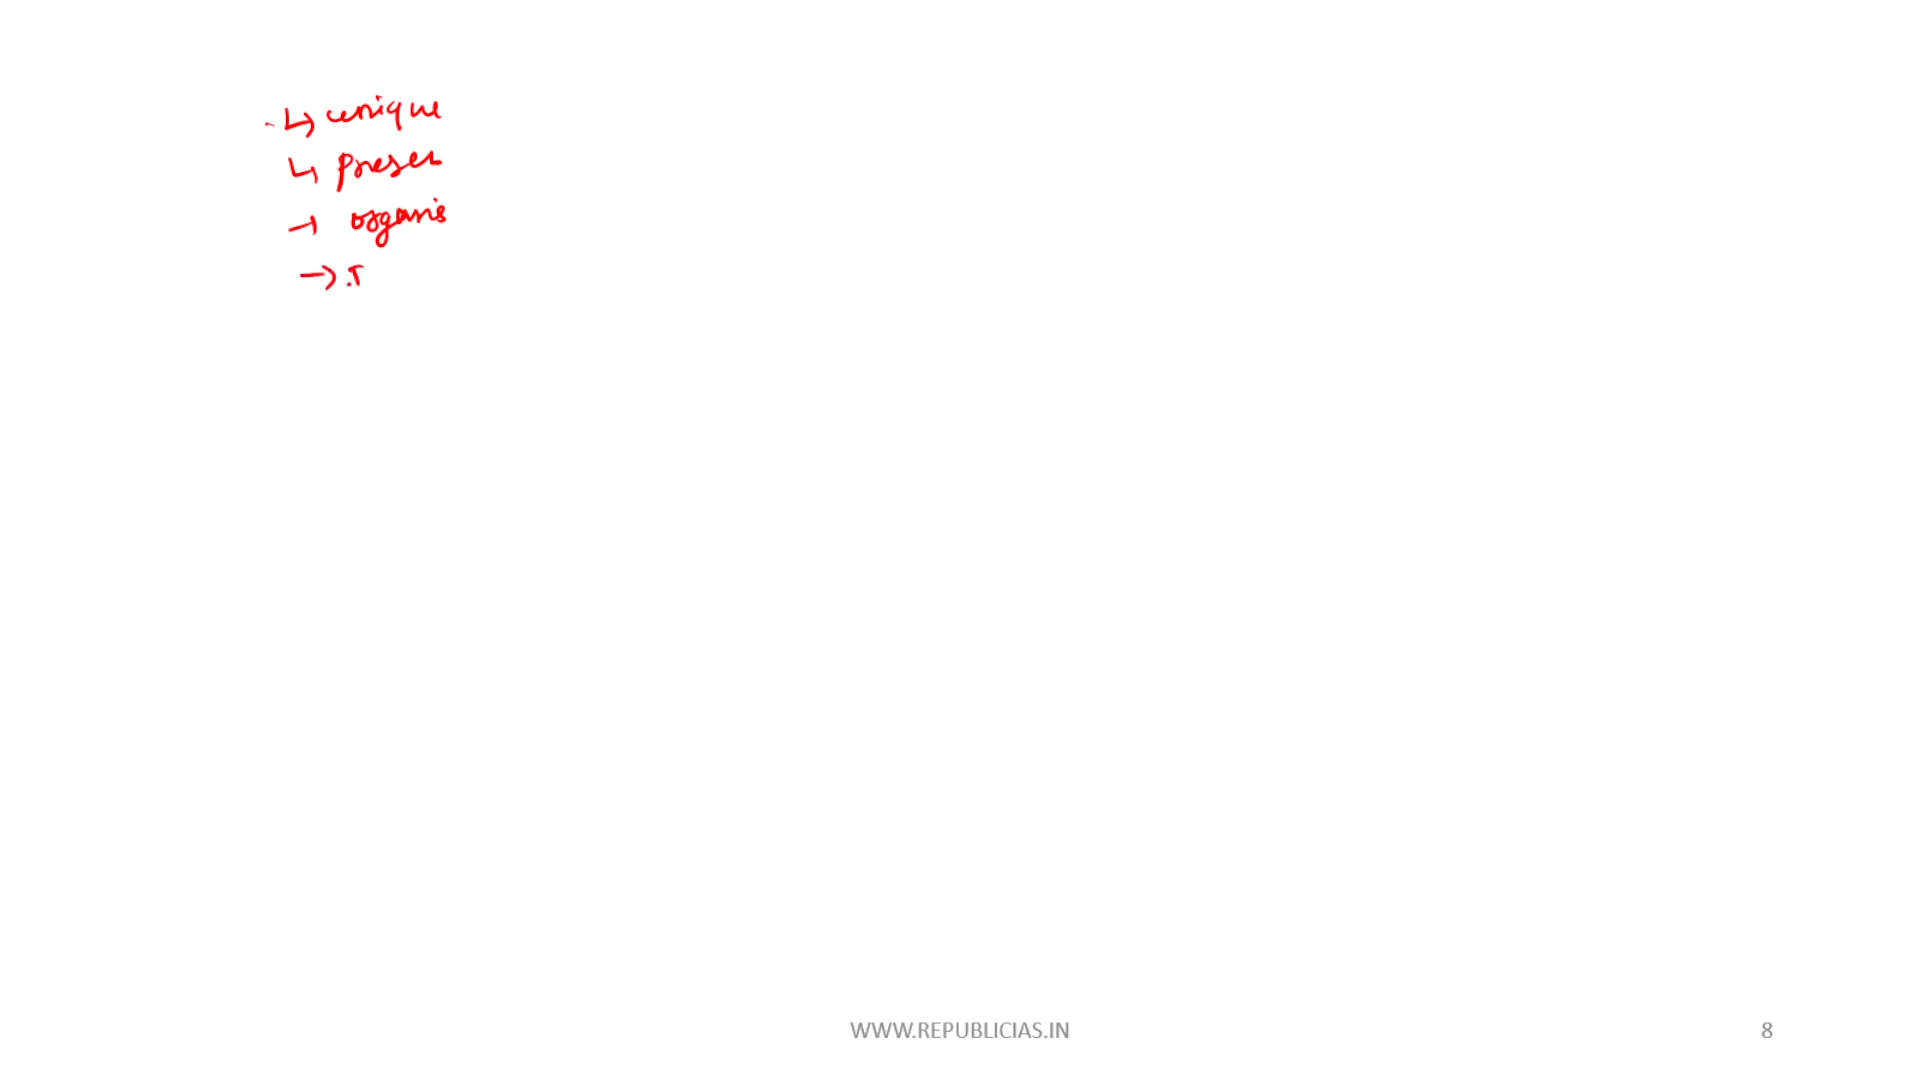 ↳ unique
↳ preser
→ organis
→
WWW.REPUBLICIAS.IN
8